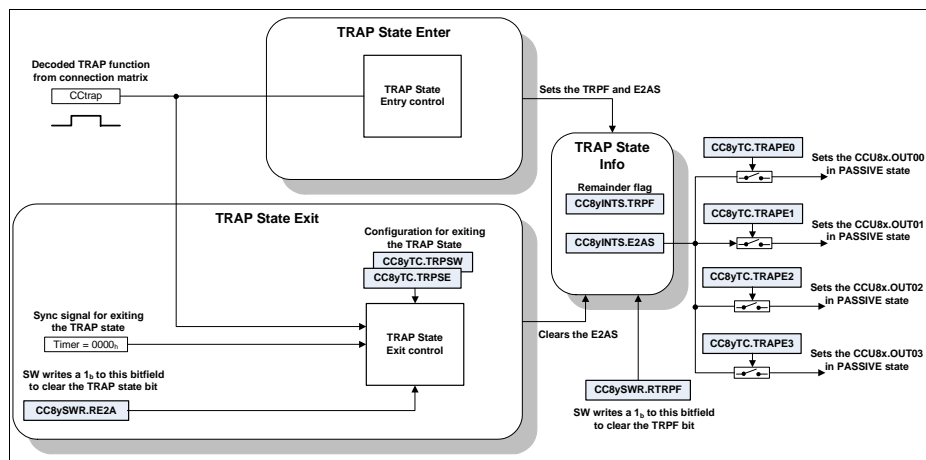 TRAP State Enter
Decoded TRAP function
from connection matrix
CCtrap
TRAP State
Entry control
Sets the TRPF and E2AS
TRAP State
Info
Remainder flag
CC8yINTS.TRPF
CC8yINTS.E2AS
CC8yTC.TRAPE0
Sets the CCU8x.OUT00
in PASSIVE state
CC8yTC.TRAPE1
Sets the CCU8x.OUT01
in PASSIVE state
CC8yTC.TRAPE2
Sets the CCU8x.OUT02
in PASSIVE state
CC8yTC.TRAPE3
Sets the CCU8x.OUT03
in PASSIVE state
TRAP State Exit
Configuration for exiting
the TRAP State
CC8yTC.TRPSW
CC8yTC.TRPSE
Sync signal for exiting
the TRAP state
Timer = 0000h
TRAP State
Exit control
Clears the E2AS
SW writes a 1b to this bitfield
to clear the TRAP state bit
CC8ySWR.RE2A
CC8ySWR.RTRPF
SW writes a 1b to this bitfield
to clear the TRPF bit